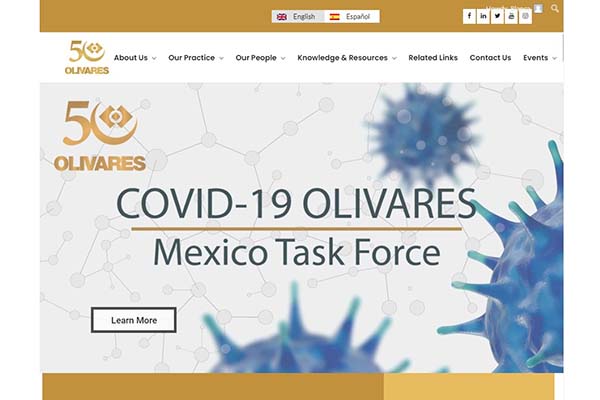 English Español
50
OLIVARES
About Us Our Practice Our People Knowledge & Resources Related Links Contact Us Events
50
OLIVARES
COVID-19 OLIVARES
Mexico Task Force
Learn More